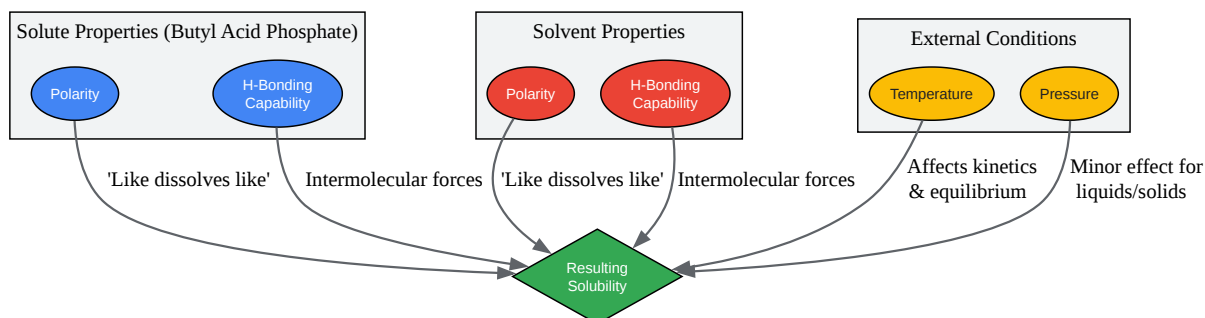 Solute Properties (Butyl Acid Phosphate)
Polarity
H-Bonding
Capability
Solvent Properties
Polarity
H-Bonding
Capability
External Conditions
Temperature
Pressure
'Like dissolves like'
Intermolecular forces
'Like dissolves like'
Intermolecular forces
Affects kinetics
& equilibrium
Minor effect for
liquids/solids
Resulting
Solubility